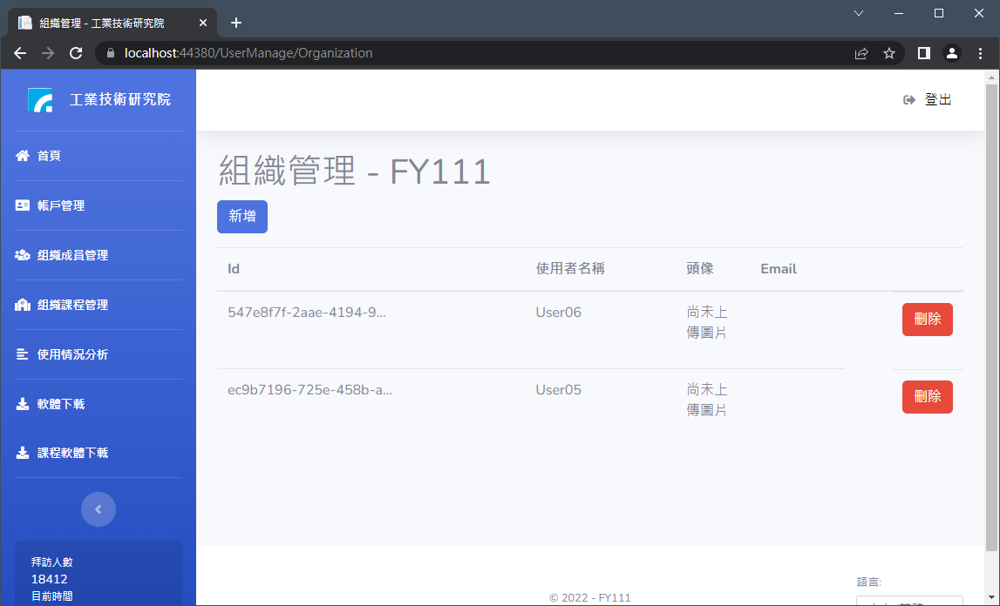 組織管理 - 工業技術研究院
localhost:44380/UserManage/Organization
工業技術研究院
登出
首頁
帳戶管理
組織成員管理
組織課程管理
使用情況分析
軟體下載
課程軟體下載
拜訪人數
18412
目前時間
組織管理 - FY111
新增
Id 使用者名稱 頭像 Email
547e8f7f-2aae-4194-9... User06 尚未上 刪除
傳圖片
ec9b7196-725e-458b-a... User05 尚未上 刪除
傳圖片
語言:
© 2022 - FY111